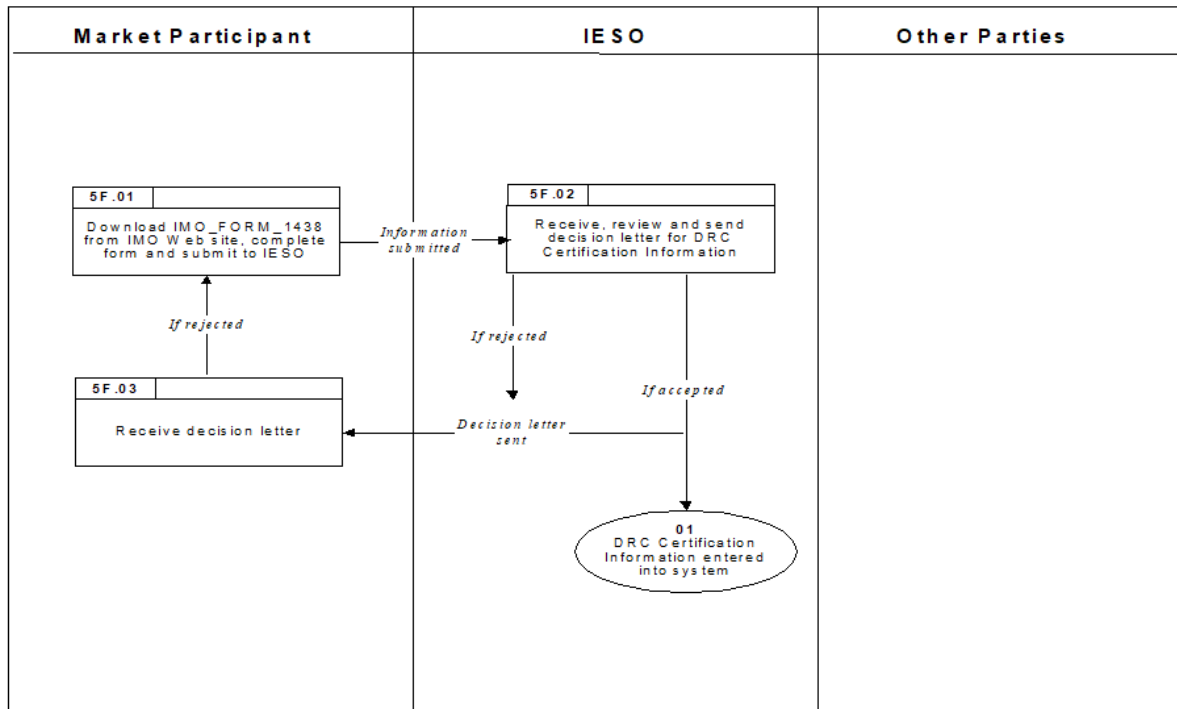 Market Participant
IESO
Other Parties
5F.01
Download IMO_FORM_1438
from IMO Web site, complete
form and submit to IESO
Information
submitted
5F.02
Receive, review and send
decision letter for DRC
Certification Information
If rejected
If rejected
If accepted
5F.03
Receive decision letter
Decision letter
sent
01
DRC Certification
Information entered
into system